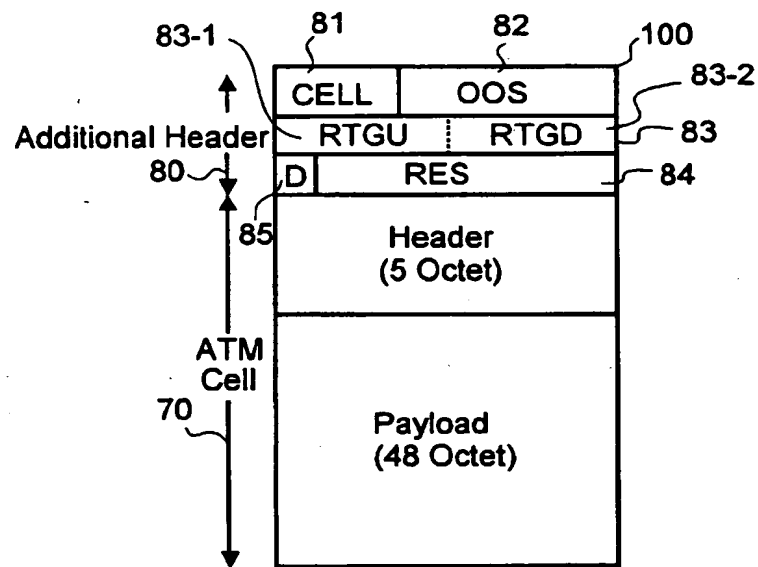 81 82 100
83-1 83-2
CELL OOS
Additional Header RTGU RTGD 83
80 D RES 84
85
Header
(5 Octet)
ATM
Cell
70
Payload
(48 Octet)